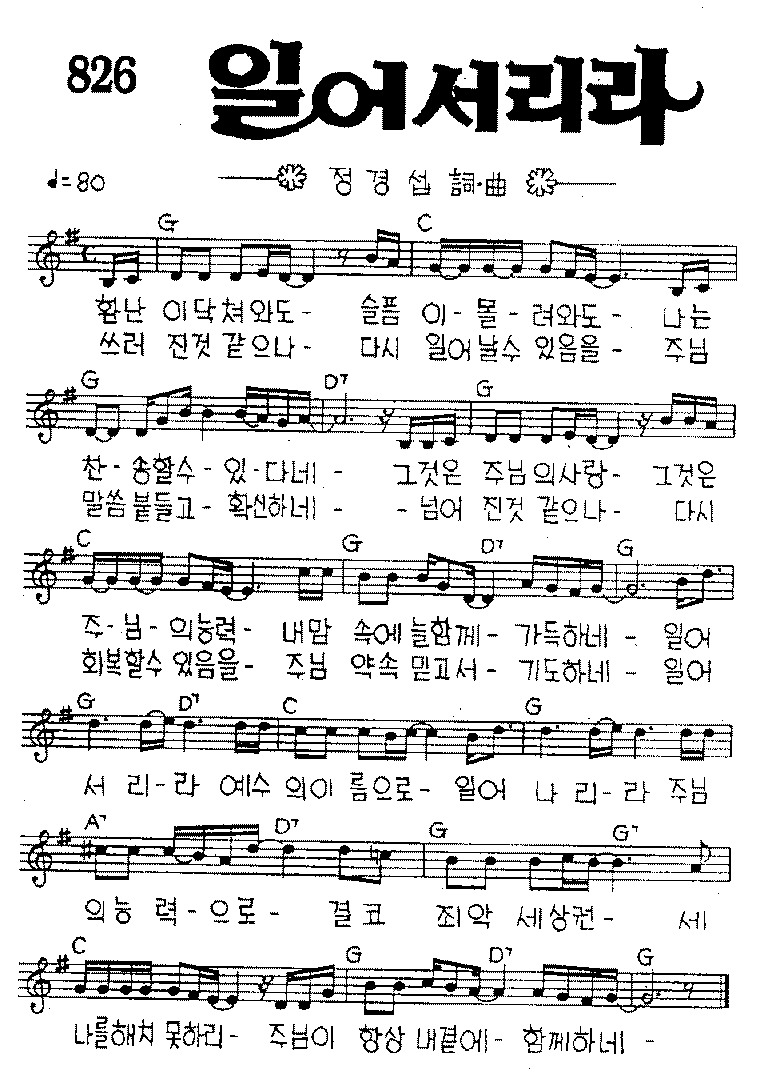 826 일어서리라
♩=80 정경섭 詞·曲
G C
환난 이닥쳐와도- 슬픔 이-몰-려와도- 나는
쓰러 진것 같으나- 다시 일어날수 있음을- 주님
G D7 G
찬-송할수-있-다네- 그것은 주님의사랑- 그것은
말씀붙들고-확신하네- -넘어 진것 같으나- 다시
C G D7 G
주-님-의능력- 내맘 속에늘함께- 가득하네- 일어
회복할수 있음을- 주님 약속 믿고서- 기도하네- 일어
G D7 C G
서 리-라 예수 의이름으로- 일어 나 리-라 주님
A7 D7 G G7
의능 력-으로- 결코 죄악 세상권- 세
C G D7 G
나를해치 못하리- 주님이 항상 내곁에- 함께하네-